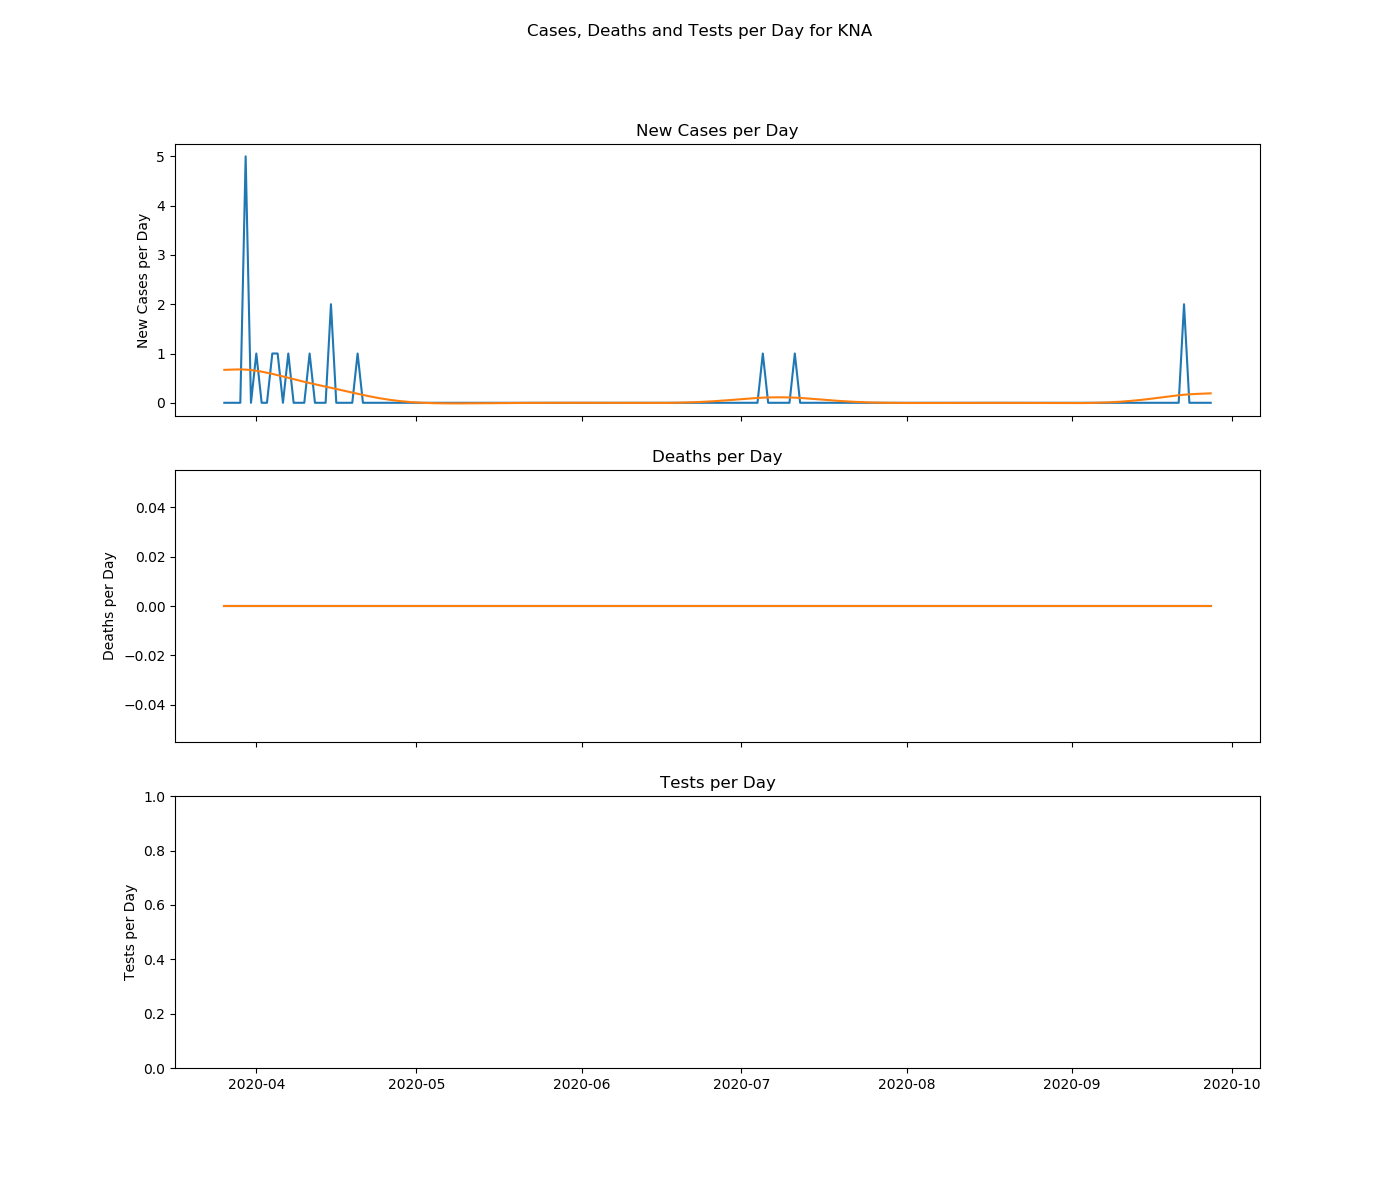 Cases, Deaths and Tests per Day for KNA
New Cases per Day
5
4
3
2
1
0
New Cases per Day
Deaths per Day
0.04
0.02
0.00
−0.02
−0.04
Deaths per Day
Tests per Day
1.0
0.8
0.6
0.4
0.2
0.0
Tests per Day
2020-04 2020-05 2020-06 2020-07 2020-08 2020-09 2020-10